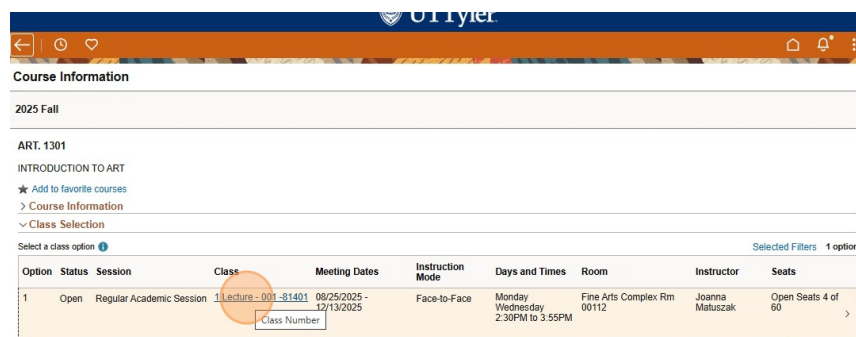 UT Tyler
Course Information
2025 Fall
ART. 1301
INTRODUCTION TO ART
Add to favorite courses
Course Information
Class Selection
Select a class option
Selected Filters 1 option
Option Status Session Class Meeting Dates Instruction Mode Days and Times Room Instructor Seats
1 Open Regular Academic Session 1 Lecture - 001 -81401 08/25/2025 - Face-to-Face Monday Fine Arts Complex Rm Joanna Open Seats 4 of
12/13/2025 Wednesday 00112 Matuszak 60
2:30PM to 3:55PM
Class Number